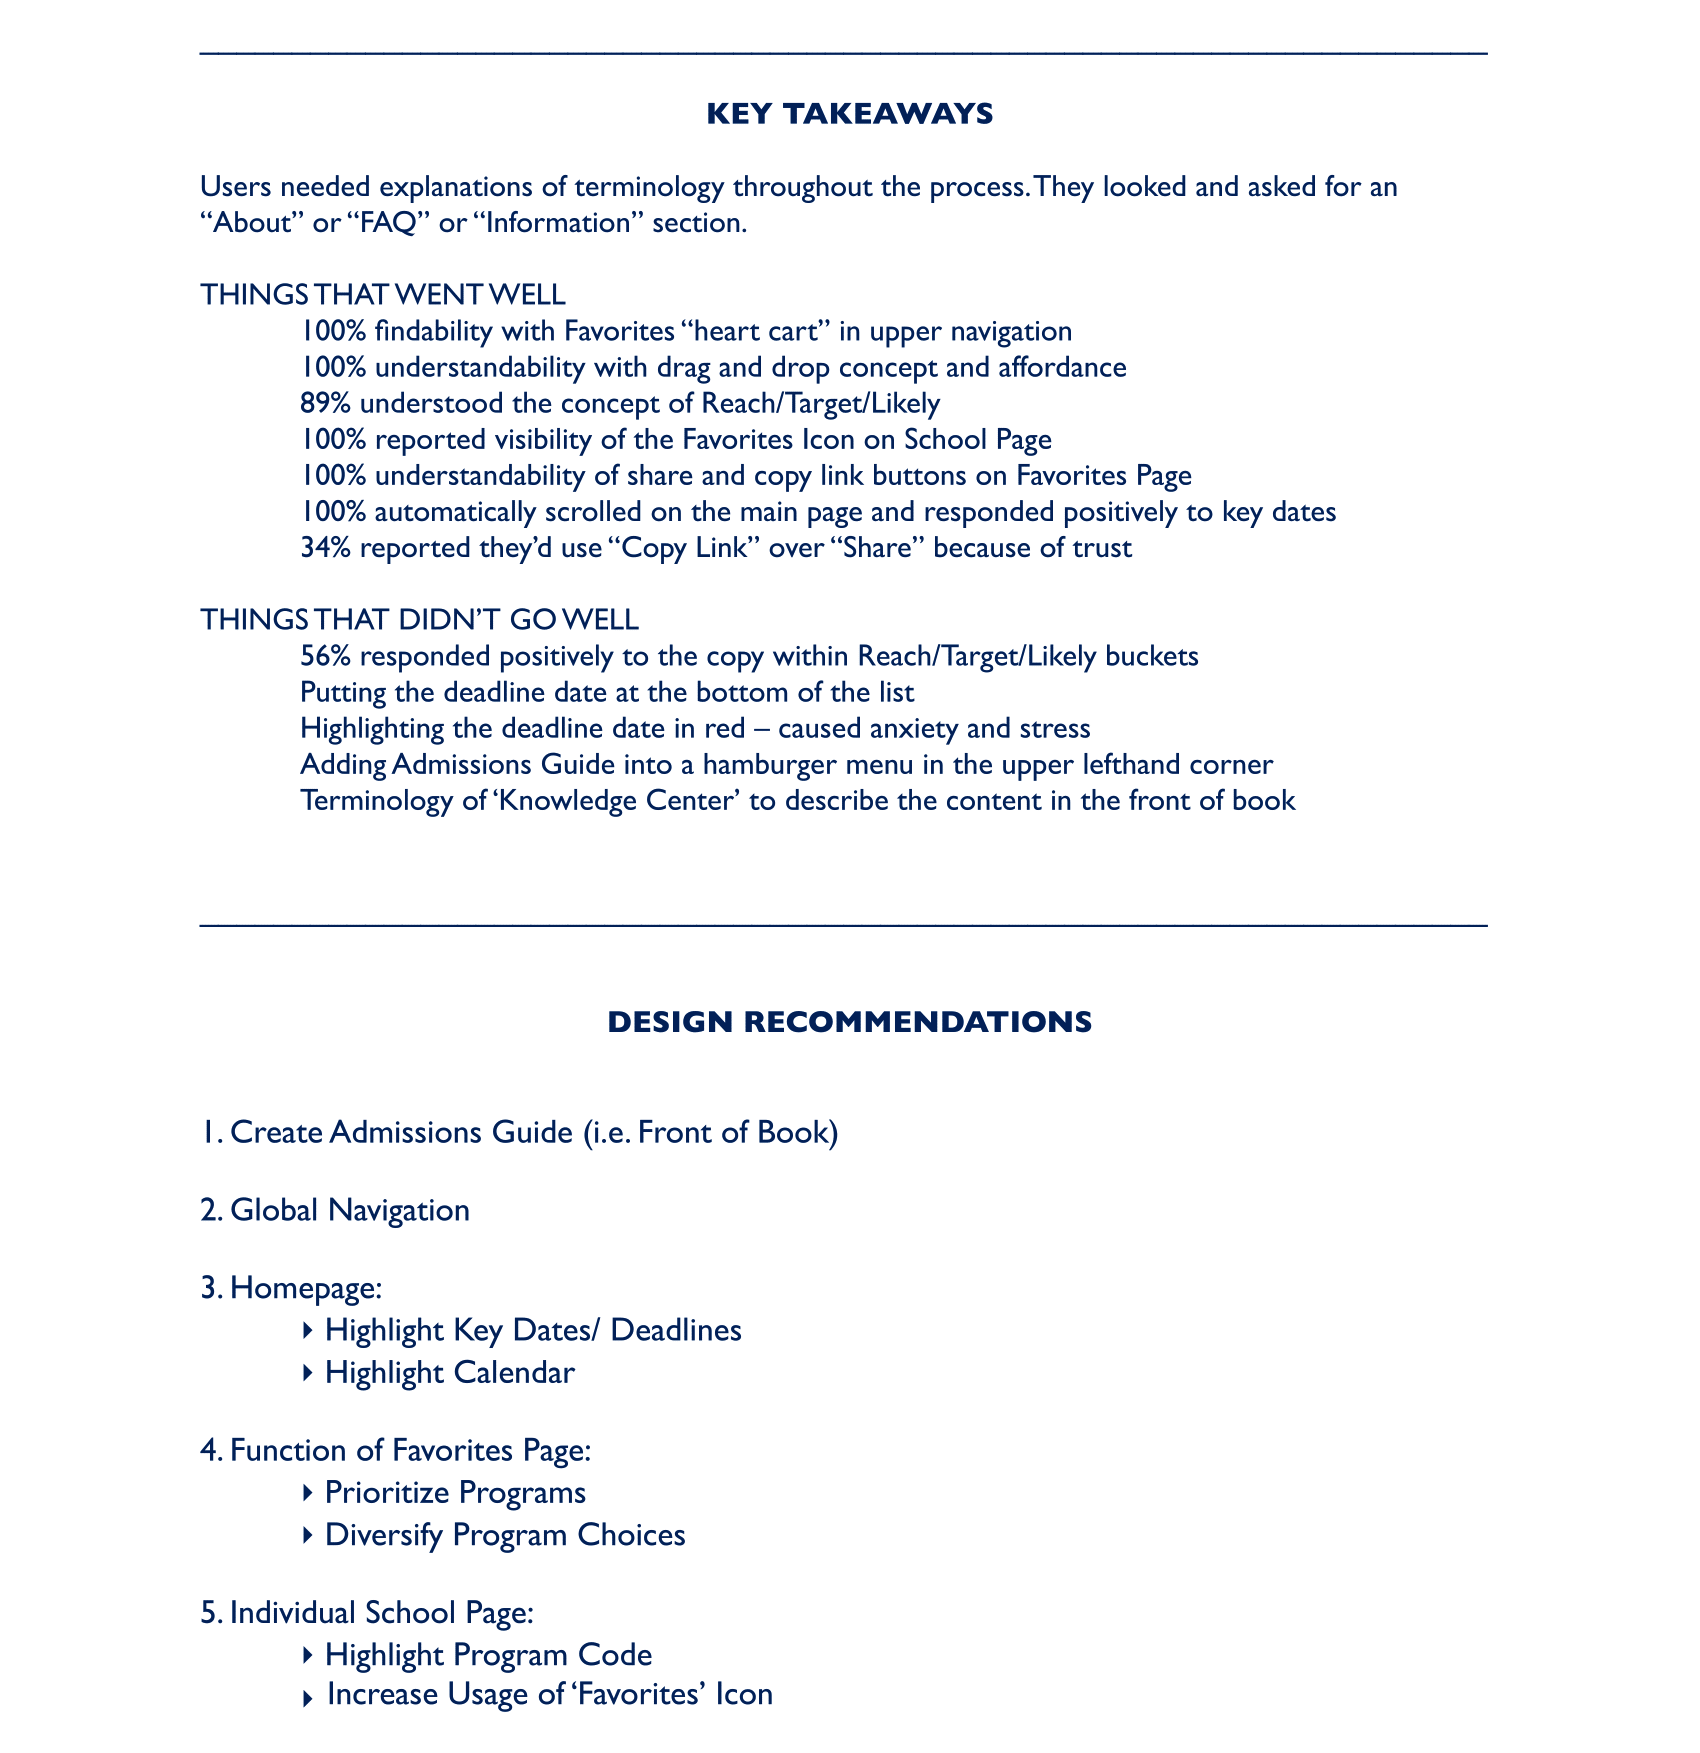 KEY TAKEAWAYS
Users needed explanations of terminology throughout the process. They looked and asked for an
“About” or “FAQ” or “Information” section.
THINGS THAT WENT WELL
100% findability with Favorites “heart cart” in upper navigation
100% understandability with drag and drop concept and affordance
89% understood the concept of Reach/Target/Likely
100% reported visibility of the Favorites Icon on School Page
100% understandability of share and copy link buttons on Favorites Page
100% automatically scrolled on the main page and responded positively to key dates
34% reported they’d use “Copy Link” over “Share” because of trust
THINGS THAT DIDN’T GO WELL
56% responded positively to the copy within Reach/Target/Likely buckets
Putting the deadline date at the bottom of the list
Highlighting the deadline date in red – caused anxiety and stress
Adding Admissions Guide into a hamburger menu in the upper lefthand corner
Terminology of ‘Knowledge Center’ to describe the content in the front of book
DESIGN RECOMMENDATIONS
1. Create Admissions Guide (i.e. Front of Book)
2. Global Navigation
3. Homepage:
‣ Highlight Key Dates/ Deadlines
‣ Highlight Calendar
4. Function of Favorites Page:
‣ Prioritize Programs
‣ Diversify Program Choices
5. Individual School Page:
‣ Highlight Program Code
‣ Increase Usage of ‘Favorites’ Icon